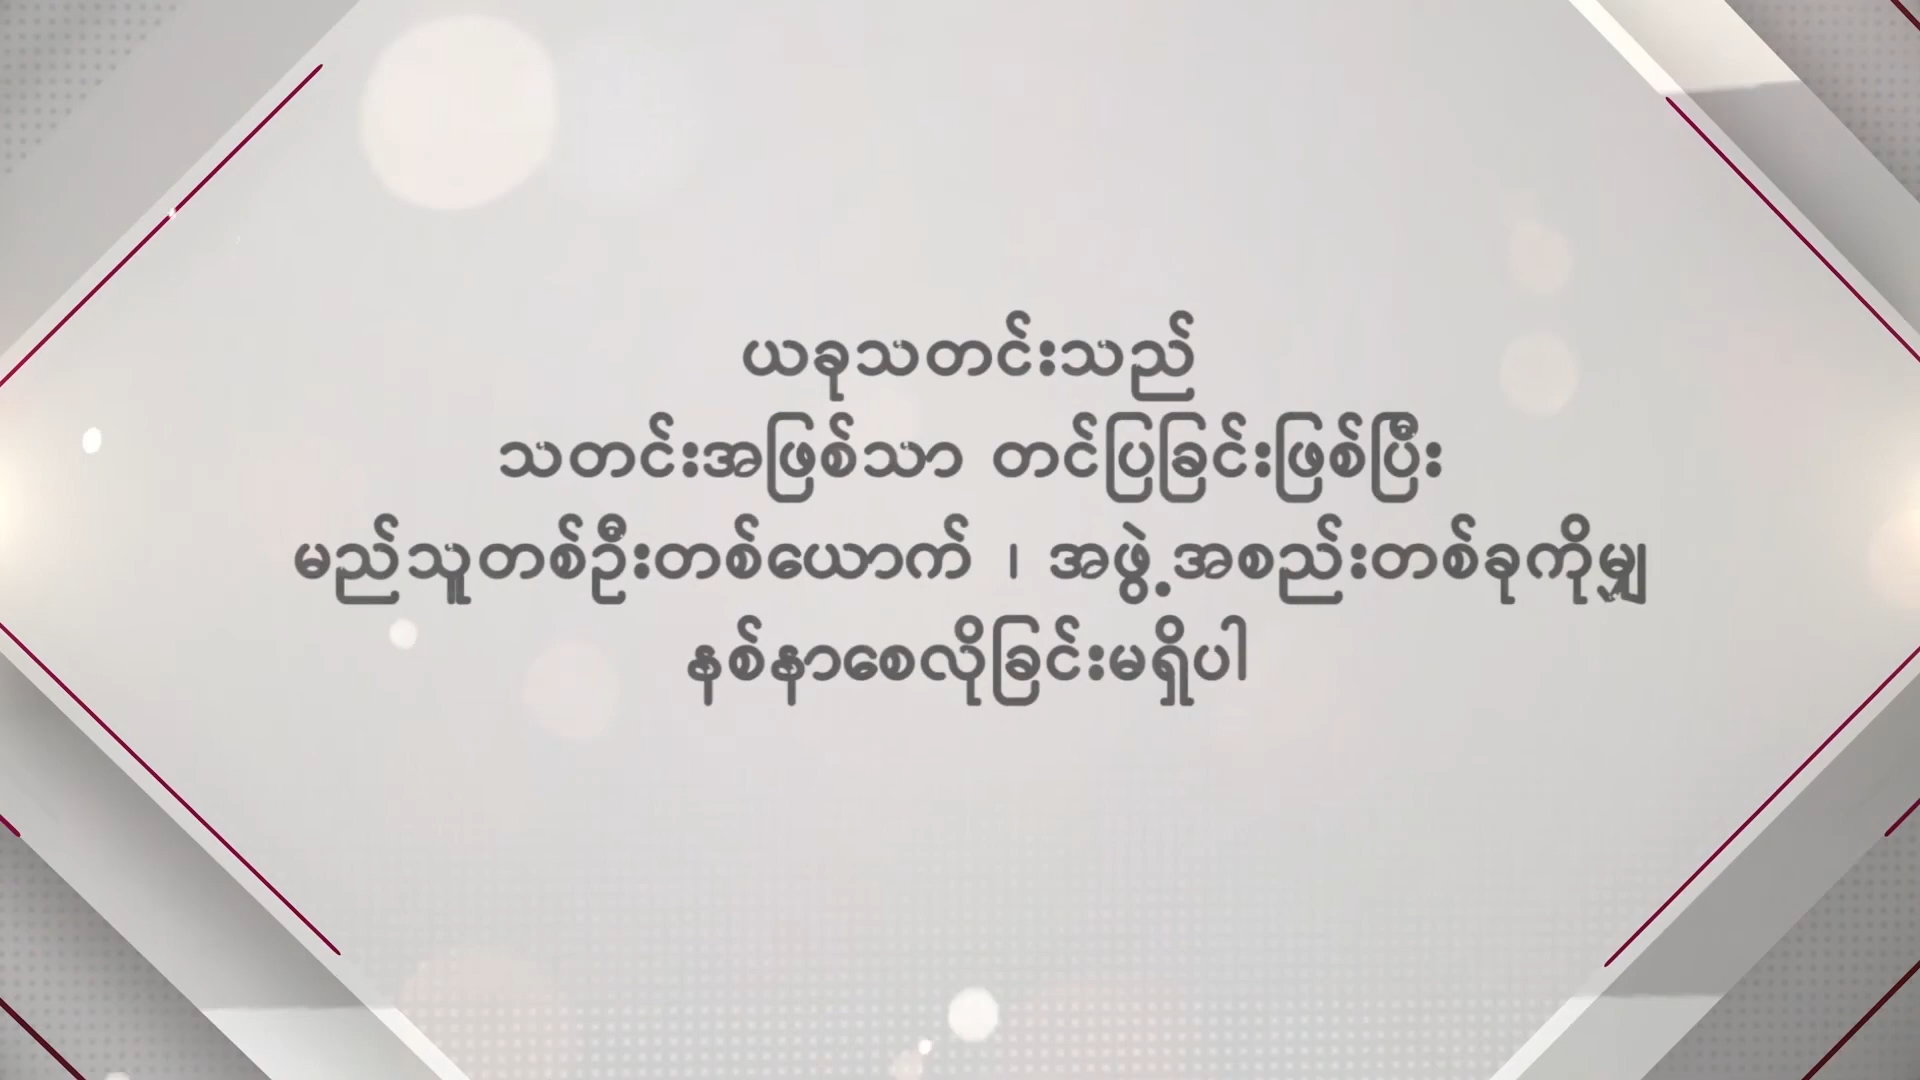 ယခုသတင်းသည်
သတင်းအဖြစ်သာ တင်ပြခြင်းဖြစ်ပြီး
မည်သူတစ်ဦးတစ်ယောက် ၊ အဖွဲ့အစည်းတစ်ခုကိုမျှ
နစ်နာစေလိုခြင်းမရှိပါ